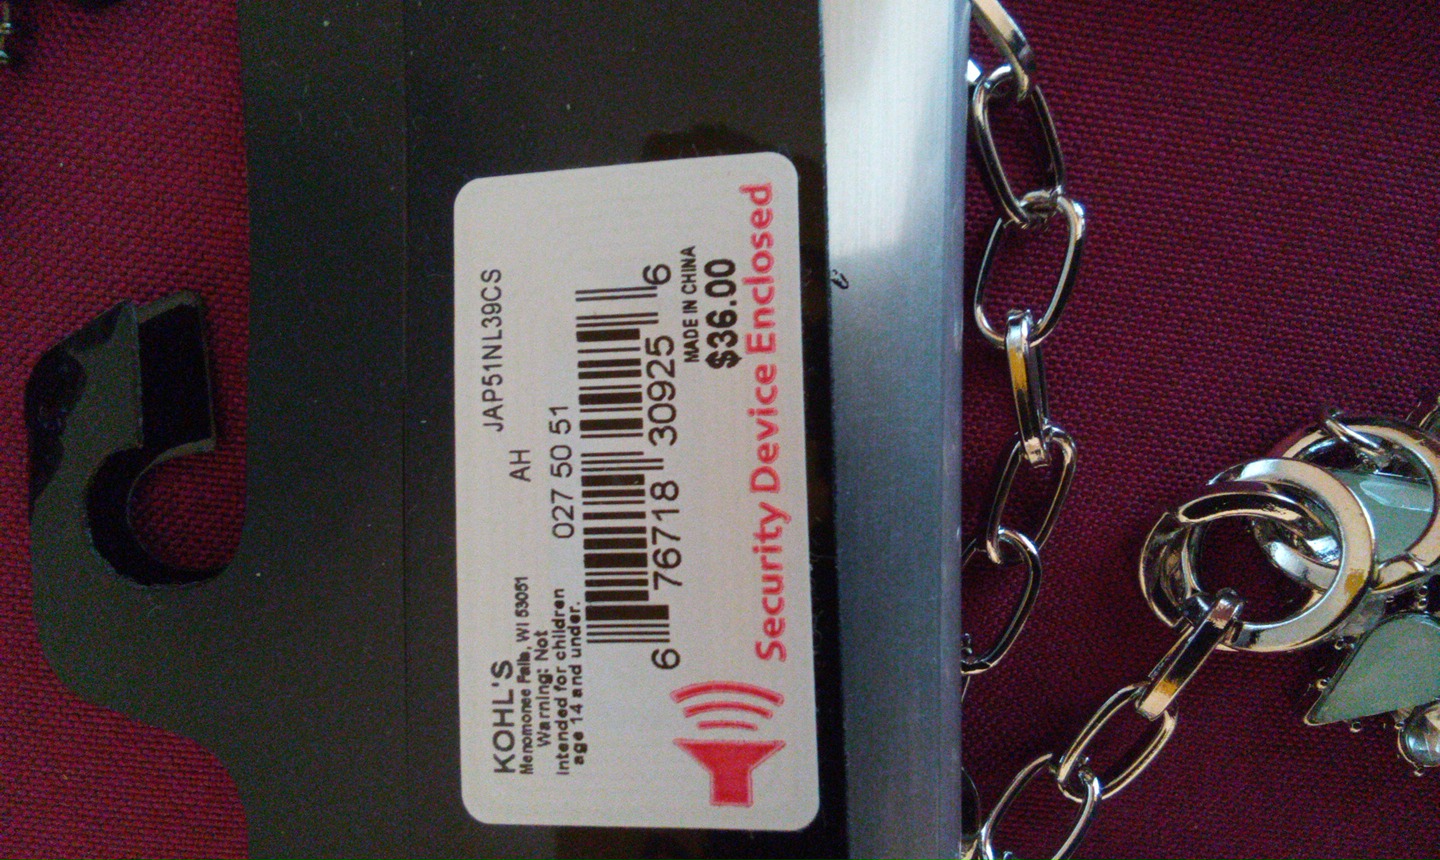 KOHL'S
Menomonee Falls, WI 53051
Warning: Not
Intended for children
age 14 and under.
JAP51NL39CS
AH
027 50 51
6 76718 30925 6
MADE IN CHINA
$36.00
Security Device Enclosed